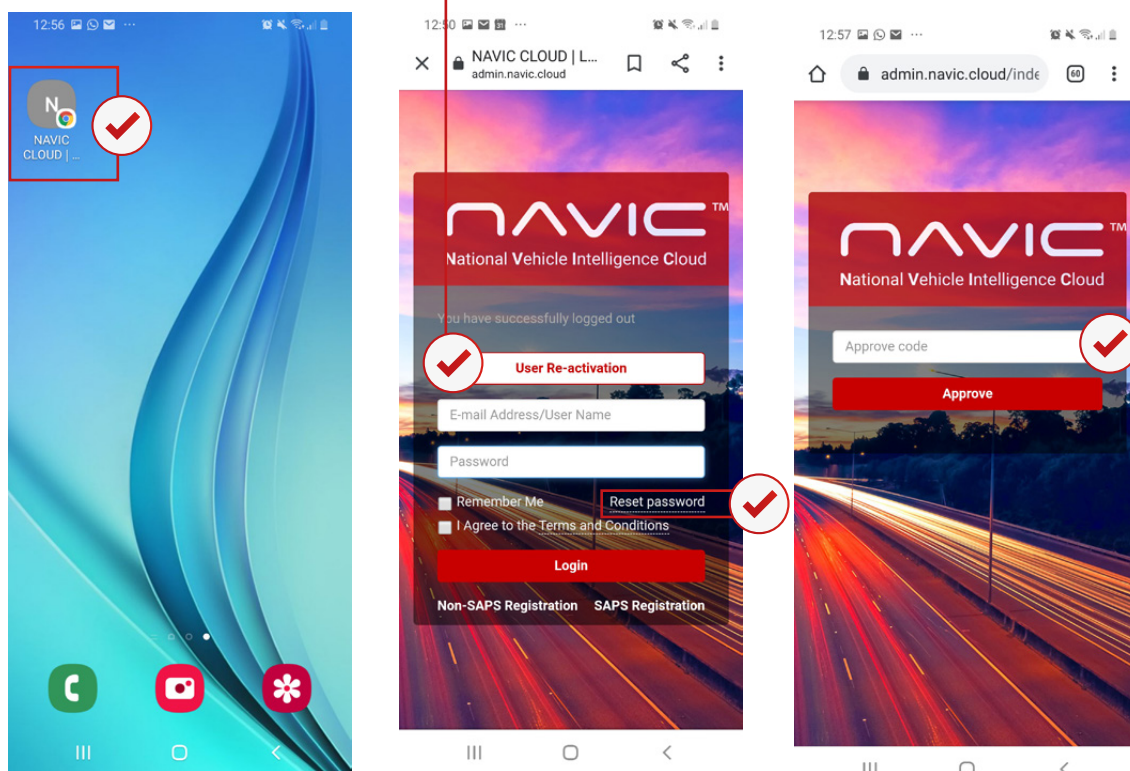 12:56
N
NAVIC
CLOUD | ...
12:50
31
NAVIC CLOUD | L...
admin.navic.cloud
NAVIC™
National Vehicle Intelligence Cloud
You have successfully logged out
User Re-activation
E-mail Address/User Name
Password
Remember Me
Reset password
I Agree to the Terms and Conditions
Login
Non-SAPS Registration SAPS Registration
12:57
admin.navic.cloud/inde
60
NAVIC™
National Vehicle Intelligence Cloud
Approve code
Approve